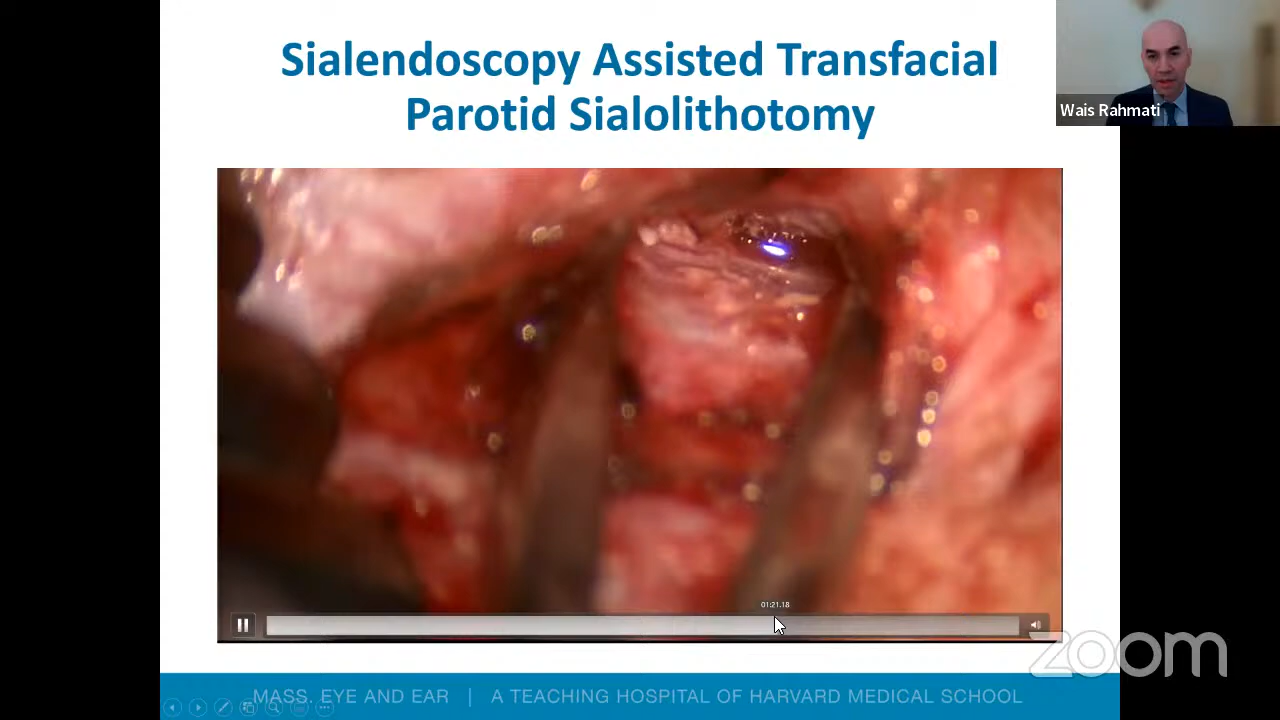 Sialendoscopy Assisted Transfacial
Parotid Sialolithotomy
Wais Rahmati
01:21.18
zoom
MASS. EYE AND EAR | A TEACHING HOSPITAL OF HARVARD MEDICAL SCHOOL